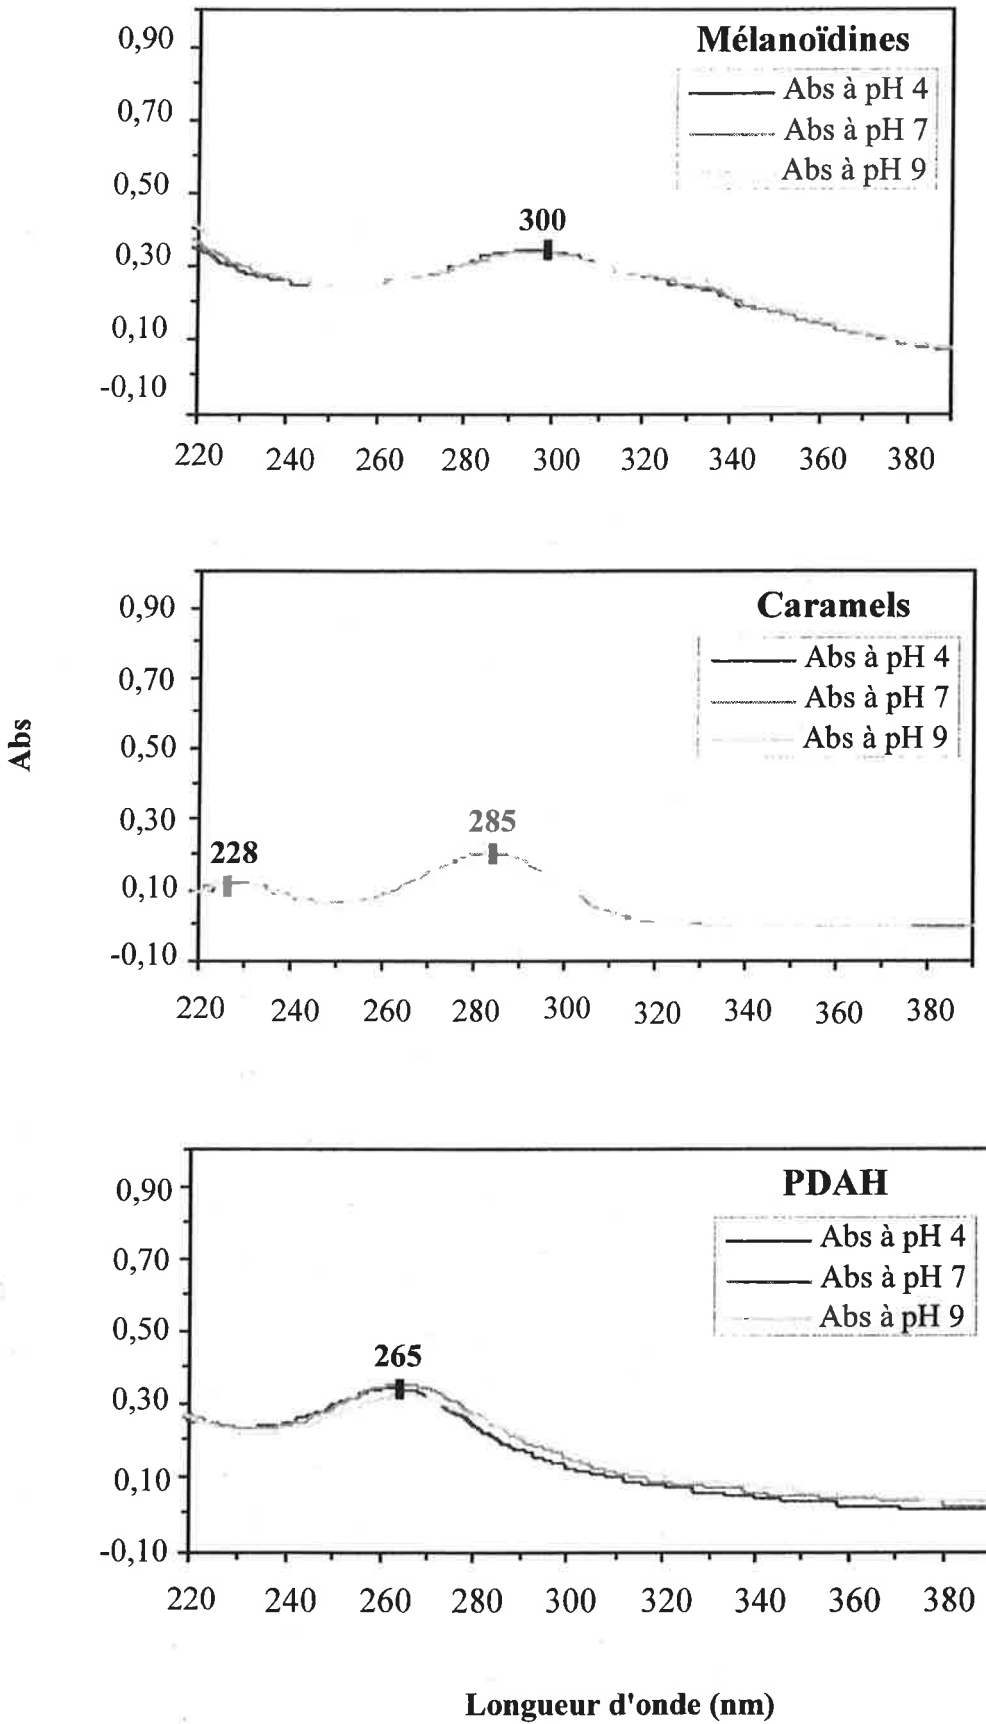 0,90
Mélanoïdines
Abs à pH 4
0,70
Abs à pH 7
Abs à pH 9
0,50
300
0,30
0,10
-0,10
220 240 260 280 300 320 340 360 380
0,90
Caramels
Abs à pH 4
0,70
Abs à pH 7
Abs à pH 9
0,50
Abs
0,30
285
228
0,10
-0,10
220 240 260 280 300 320 340 360 380
0,90
PDAH
Abs à pH 4
0,70
Abs à pH 7
Abs à pH 9
0,50
265
0,30
0,10
-0,10
220 240 260 280 300 320 340 360 380
Longueur d'onde (nm)